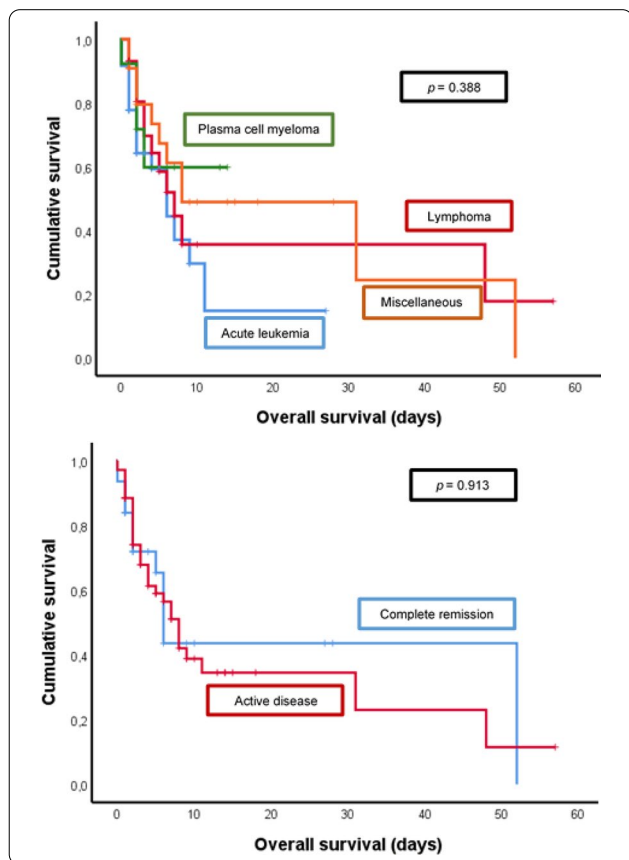 1,0
p = 0.388
0,8
Plasma cell myeloma
0,6
Cumulative survival
Lymphoma
0,4
Miscellaneous
0,2
Acute leukemia
0,0
0 10 20 30 40 50 60
Overall survival (days)
1,0
p = 0.913
0,8
Cumulative survival
0,6
Complete remission
0,4
Active disease
0,2
0,0
0 10 20 30 40 50 60
Overall survival (days)